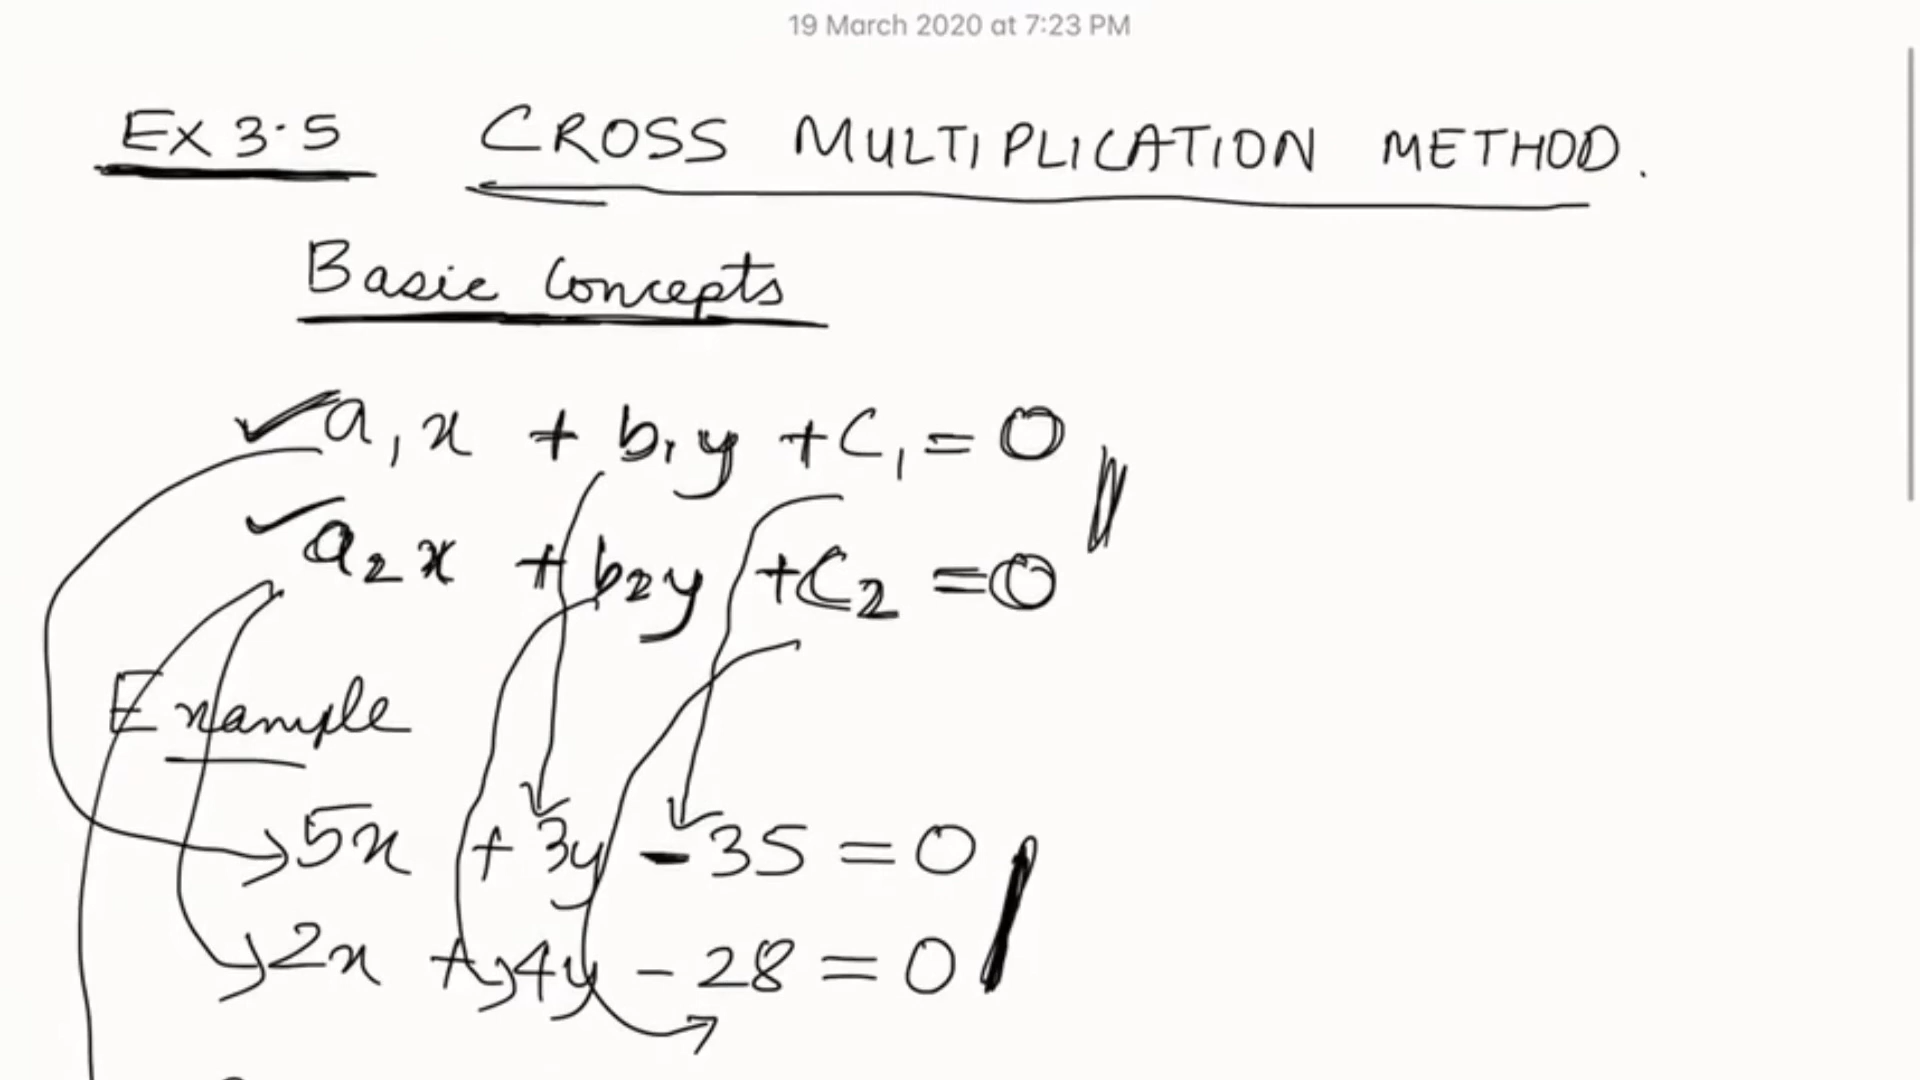 19 March 2020 at 7:23 PM
Ex 3.5 CROSS MULTIPLICATION METHOD.
Basic Concepts
a₁x + b₁y + C₁ = 0
a₂x + b₂y + C₂ = 0
Example
5x + 3y - 35 = 0
2x + 4y - 28 = 0